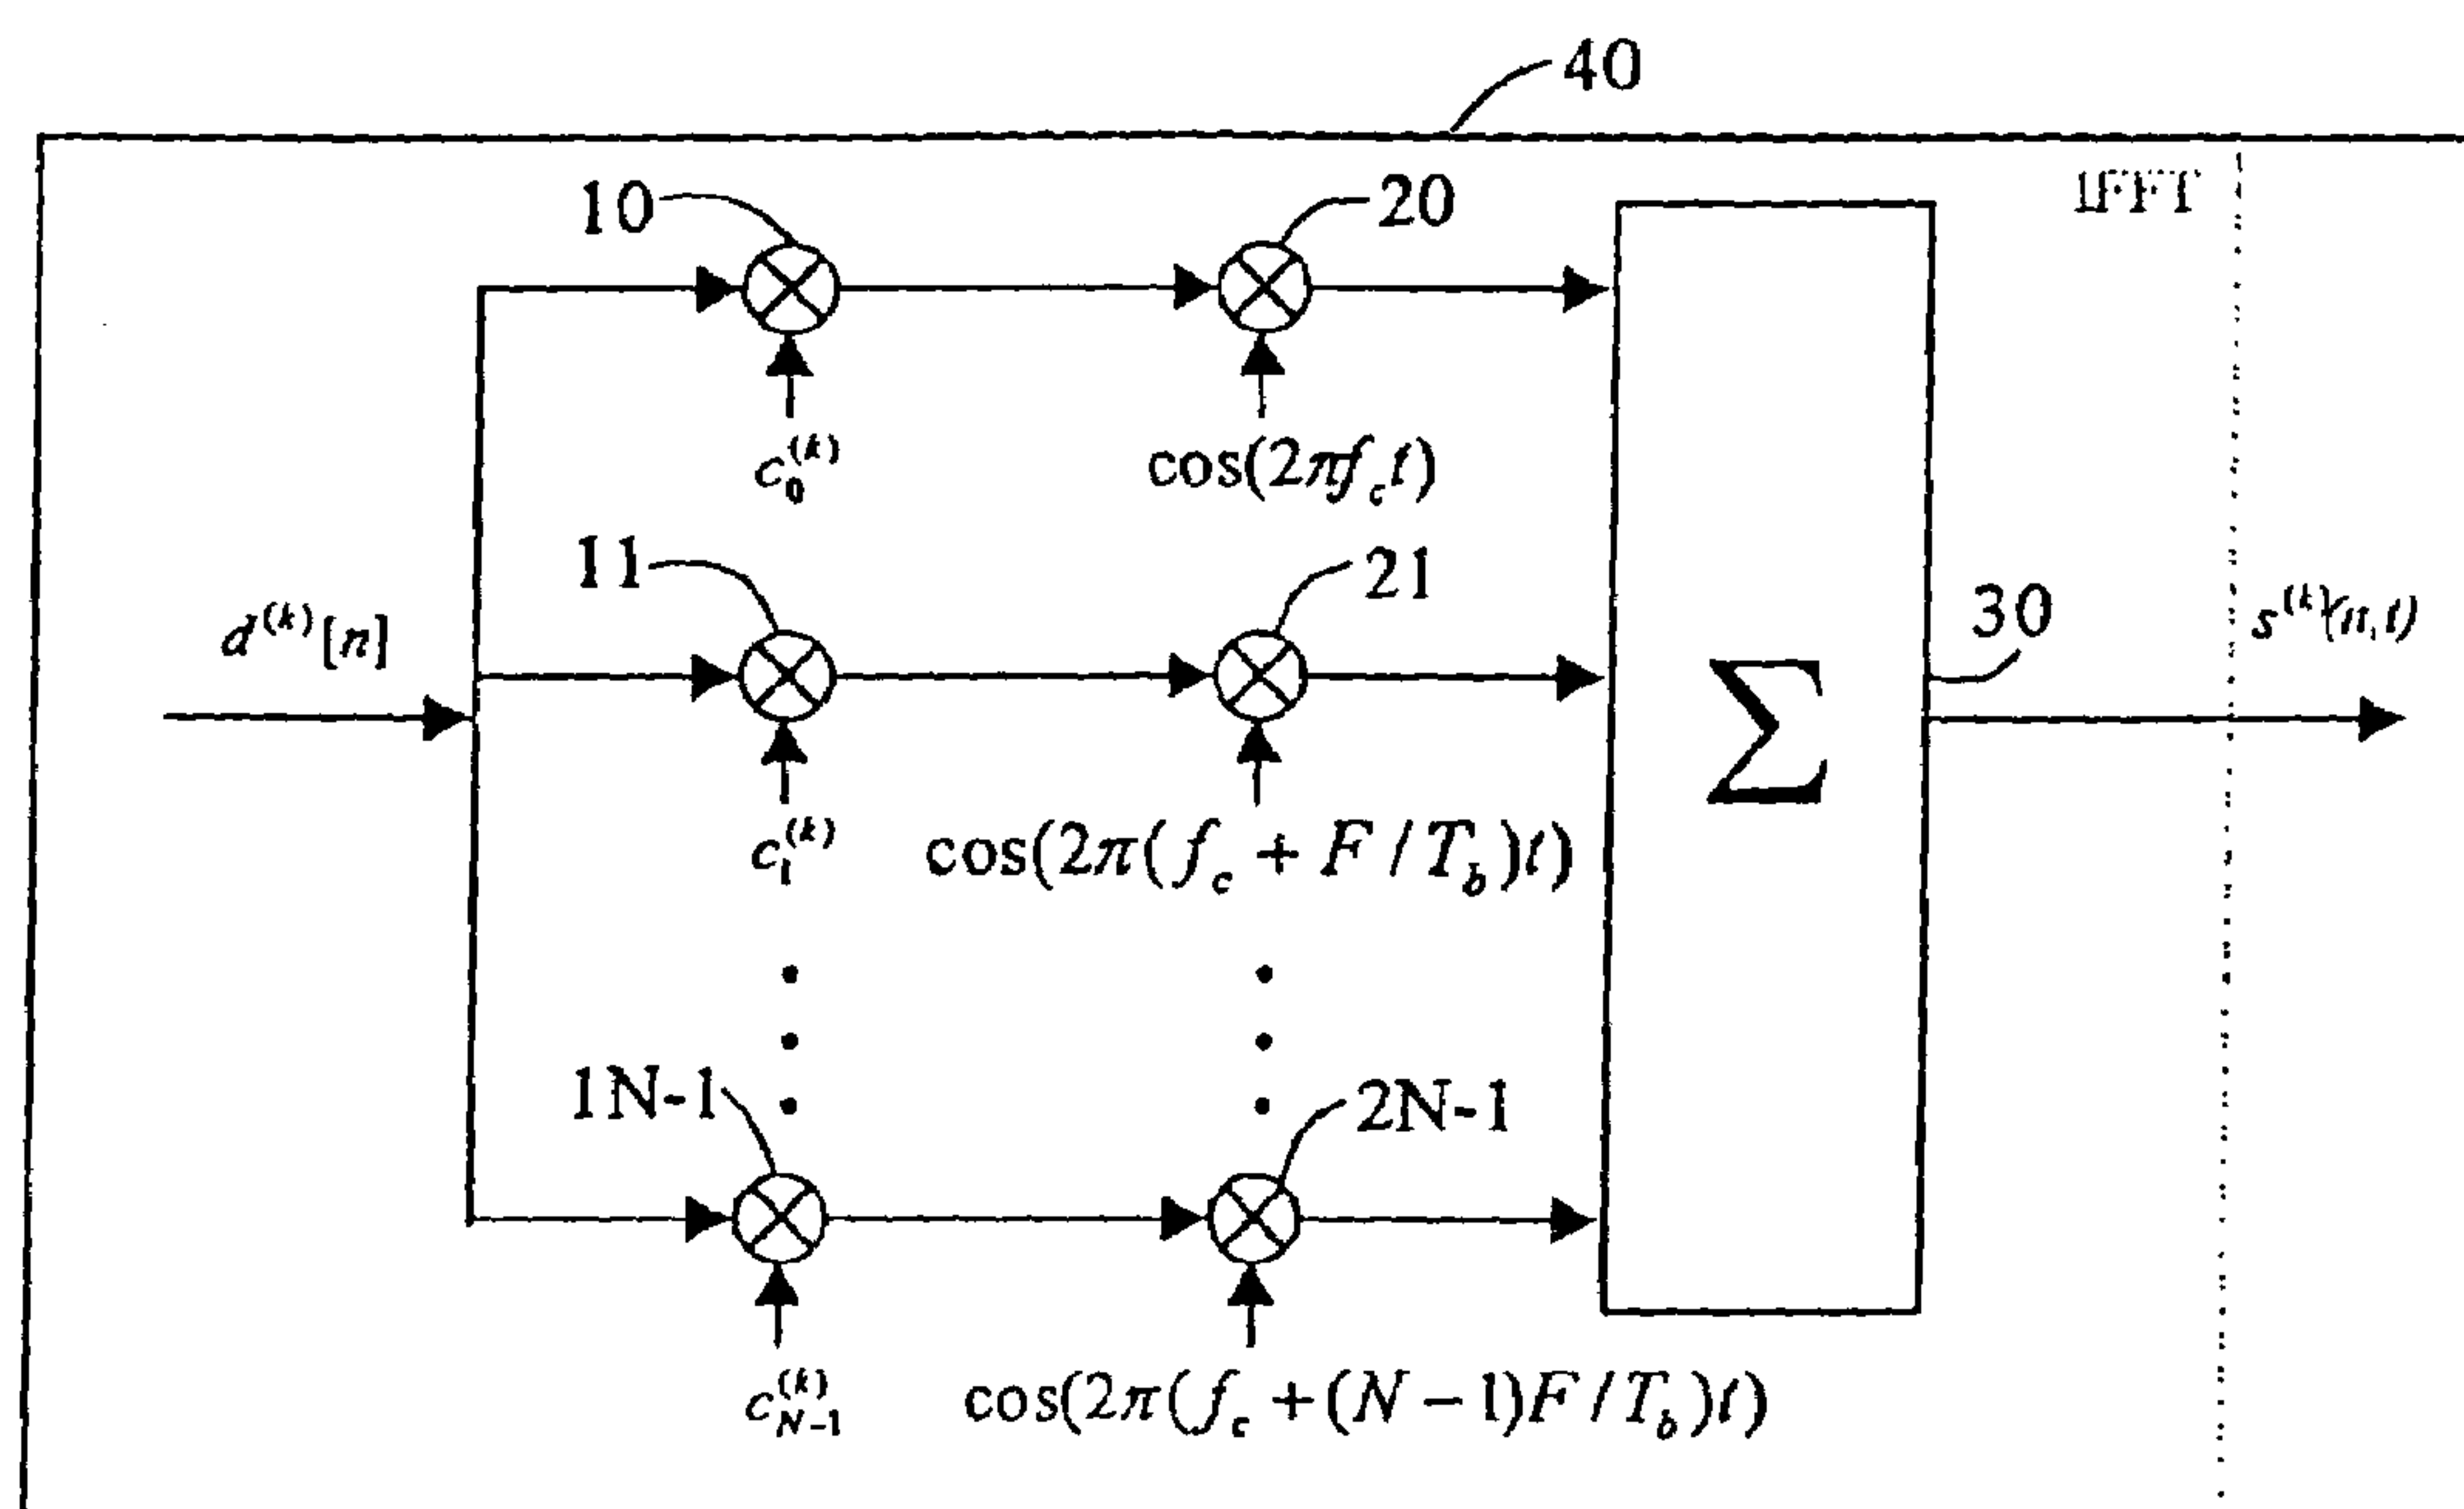 40
IFFT
10
20
c_0^{(k)}
cos(2πf_c t)
11
21
d^{(k)}[n]
30
s^{(k)}(n,t)
Σ
c_1^{(k)}
cos(2π(f_c + F/T_b)t)
1N-1
2N-1
c_{N-1}^{(k)}
cos(2π(f_c +(N-1)F/T_b)t)